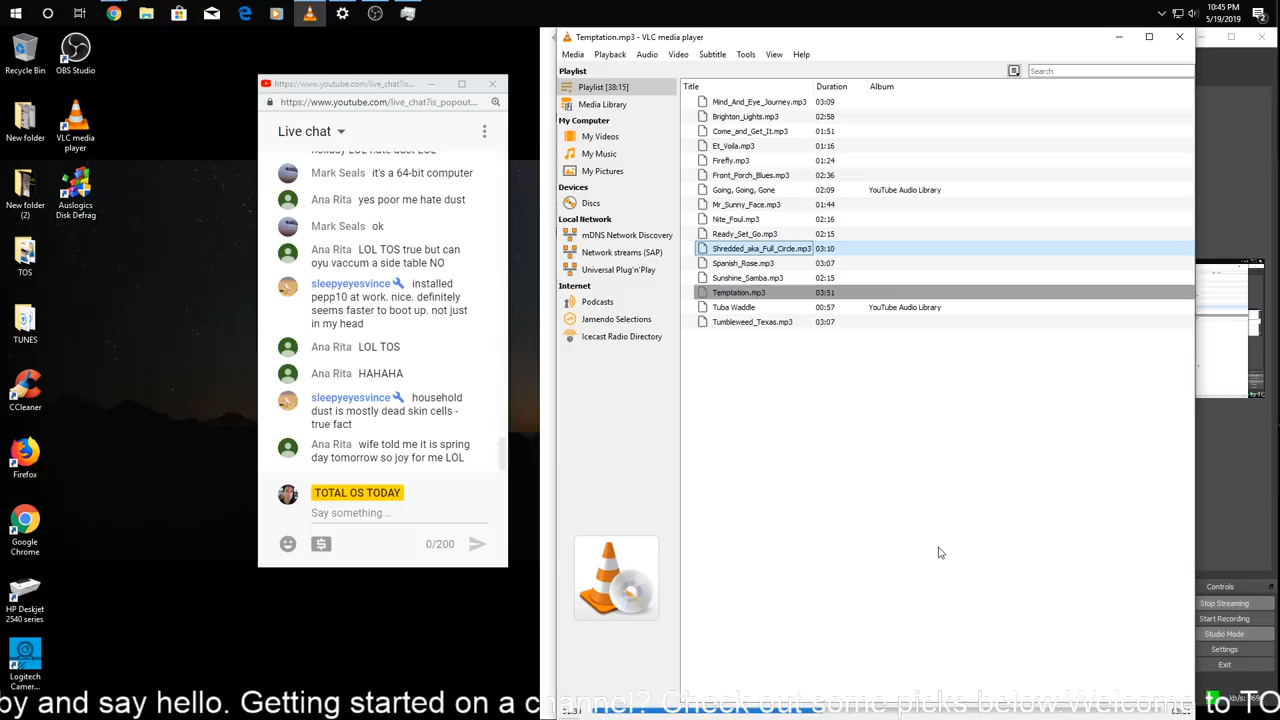 10:45 PM
5/19/2019
2
Recycle Bin
OBS Studio
New folder
VLC media
player
New folder
(2)
Auslogics
Disk Defrag
TOS
TUNES
CCleaner
Firefox
Google
Chrome
HP Deskjet
2540 series
Logitech
Camer...
https://www.youtube.com/live_chat?is...
https://www.youtube.com/live_chat?is_popout...
Live chat
holiday LOL hate dust LOL
Mark Seals it's a 64-bit computer
Ana Rita yes poor me hate dust
Mark Seals ok
Ana Rita LOL TOS true but can
oyu vaccum a side table NO
sleepyeyesvince installed
pepp10 at work. nice. definitely
seems faster to boot up. not just
in my head
Ana Rita LOL TOS
Ana Rita HAHAHA
sleepyeyesvince household
dust is mostly dead skin cells -
true fact
Ana Rita wife told me it is spring
day tomorrow so joy for me LOL
TOTAL OS TODAY
Say something...
0/200
Temptation.mp3 - VLC media player
Media Playback Audio Video Subtitle Tools View Help
Playlist
Search
Playlist [38:15]
Media Library
My Computer
My Videos
My Music
My Pictures
Devices
Discs
Local Network
mDNS Network Discovery
Network streams (SAP)
Universal Plug'n'Play
Internet
Podcasts
Jamendo Selections
Icecast Radio Directory
Title Duration Album
Mind_And_Eye_Journey.mp3 03:09
Brighton_Lights.mp3 02:58
Come_and_Get_It.mp3 01:51
Et_Voila.mp3 01:16
Firefly.mp3 01:24
Front_Porch_Blues.mp3 02:36
Going, Going, Gone 02:09 YouTube Audio Library
Mr_Sunny_Face.mp3 01:44
Nite_Foul.mp3 02:16
Ready_Set_Go.mp3 02:15
Shredded_aka_Full_Circle.mp3 03:10
Spanish_Rose.mp3 03:07
Sunshine_Samba.mp3 02:15
Temptation.mp3 03:51
Tuba Waddle 00:57 YouTube Audio Library
Tumbleweed_Texas.mp3 03:07
Controls
Stop Streaming
Start Recording
Studio Mode
Settings
Exit
by and say hello. Getting started on a channel? Check out some picks below.Welcome to TO